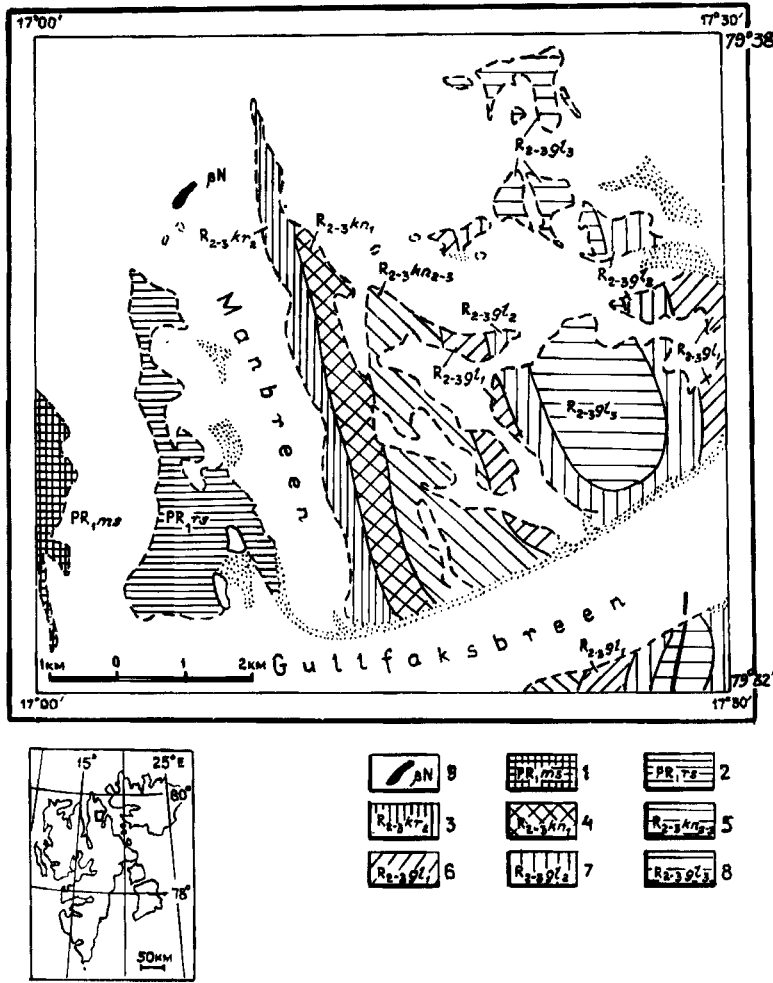 17°00'
17°30'
79°38'
R₂₋₃gl₃
βN
R₂₋₃kr₂
R₂₋₃kn₁
R₂₋₃kn₂₋₃
R₂₋₃gl₂
R₂₋₃gl₂
R₂₋₃gl₁
R₂₋₃gl₁
R₂₋₃gl₃
Manbreen
PR₁ms
PR₁rs
Gullfaksbreen
R₂₋₃gl₁
1KM 0 1 2KM
17°00'
17°30'
79°32'
15° 25°E
80°
78°
50KM
βN 9
PR₁ms 1
PR₁rs 2
R₂₋₃kr₂ 3
R₂₋₃kn₁ 4
R₂₋₃kn₂₋₃ 5
R₂₋₃gl₁ 6
R₂₋₃gl₂ 7
R₂₋₃gl₃ 8